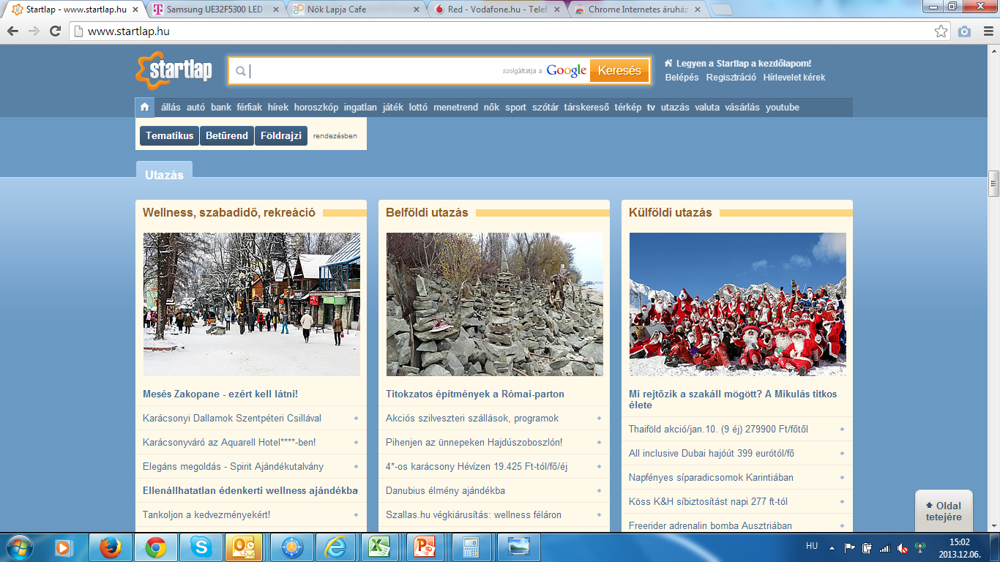 Startlap - www.startlap.hu
Samsung UE32F5300 LED
Nők Lapja Cafe
Red - Vodafone.hu - Telef
Chrome Internetes áruház
www.startlap.hu
startlap
szolgáltatja a Google Keresés
Legyen a Startlap a kezdőlapom!
Belépés Regisztráció Hírlevelet kérek
állás autó bank férfiak hírek horoszkóp ingatlan játék lottó menetrend nők sport szótár társkereső térkép tv utazás valuta vásárlás youtube
Tematikus Betűrend Földrajzi rendezésben
Utazás
Wellness, szabadidő, rekreáció
Mesés Zakopane - ezért kell látni!
Karácsonyi Dallamok Szentpéteri Csillával *
Karácsonyváró az Aquarell Hotel****-ben! *
Elegáns megoldás - Spirit Ajándékutalvány *
Ellenállhatatlan édenkerti wellness ajándékba *
Tankoljon a kedvezményekért! *
Belföldi utazás
Titokzatos építmények a Római-parton
Akciós szilveszteri szállások, programok *
Pihenjen az ünnepeken Hajdúszoboszlón! *
4*-os karácsony Hévízen 19.425 Ft-tól/fő/éj *
Danubius élmény ajándékba *
Szallas.hu végkiárusítás: wellness féláron *
Külföldi utazás
Mi rejtőzik a szakáll mögött? A Mikulás titkos
élete
Thaiföld akció/jan.10. (9 éj) 279900 Ft/főtől *
All inclusive Dubai hajóút 399 eurótól/fő *
Napfényes síparadicsomok Karintiában *
Köss K&H síbiztosítást napi 277 ft-tól *
Freerider adrenalin bomba Ausztriában *
Oldal
tetejére
HU
15:02
2013.12.06.